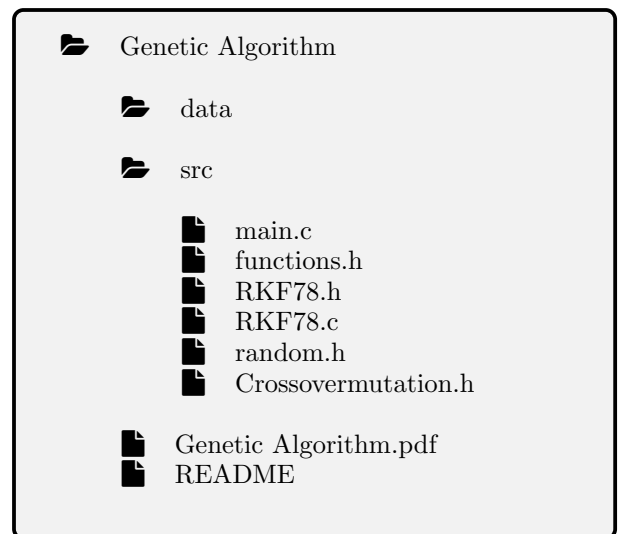 Genetic Algorithm
data
src
main.c
functions.h
RKF78.h
RKF78.c
random.h
Crossovermutation.h
Genetic Algorithm.pdf
README